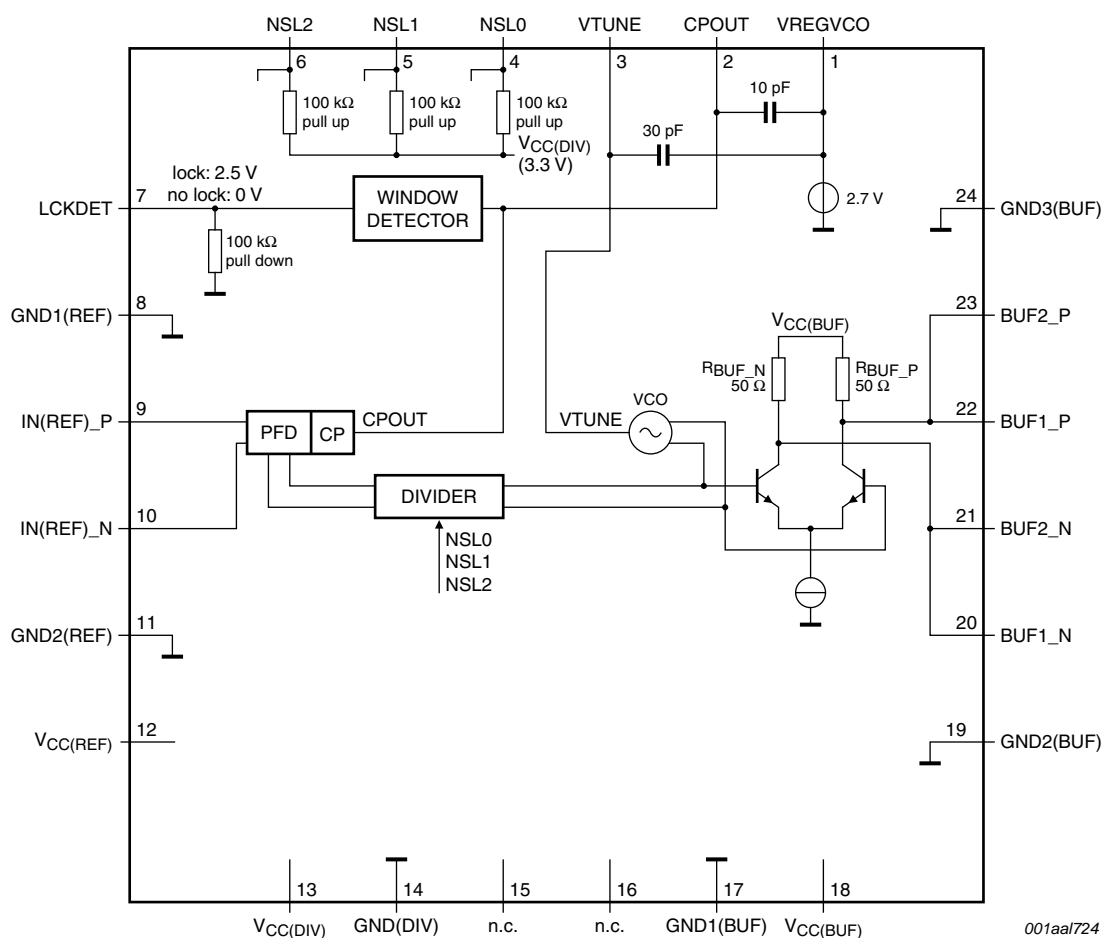 NSL2 NSL1 NSL0 VTUNE CPOUT VREGVCO
6 5 4 3 2 1
100 kΩ
pull up
100 kΩ
pull up
100 kΩ
pull up
10 pF
30 pF
VCC(DIV)
(3.3 V)
lock: 2.5 V
no lock: 0 V
LCKDET 7
WINDOW
DETECTOR
2.7 V
24 GND3(BUF)
100 kΩ
pull down
GND1(REF) 8
23 BUF2_P
VCC(BUF)
RBUF_N
50 Ω
RBUF_P
50 Ω
IN(REF)_P 9
PFD CP CPOUT
VTUNE
VCO
22 BUF1_P
DIVIDER
IN(REF)_N 10
NSL0
NSL1
NSL2
21 BUF2_N
GND2(REF) 11
20 BUF1_N
VCC(REF) 12
19 GND2(BUF)
13 14 15 16 17 18
VCC(DIV) GND(DIV) n.c. n.c. GND1(BUF) VCC(BUF)
001aal724